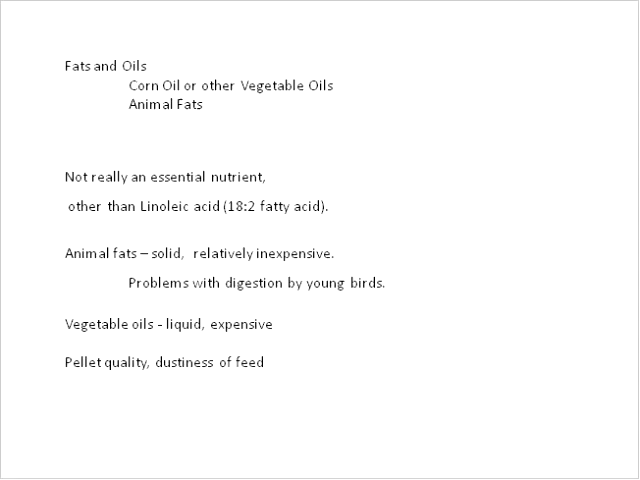 Fats and Oils
Corn Oil or other Vegetable Oils
Animal Fats
Not really an essential nutrient,
other than Linoleic acid (18:2 fatty acid).
Animal fats – solid, relatively inexpensive.
Problems with digestion by young birds.
Vegetable oils - liquid, expensive
Pellet quality, dustiness of feed